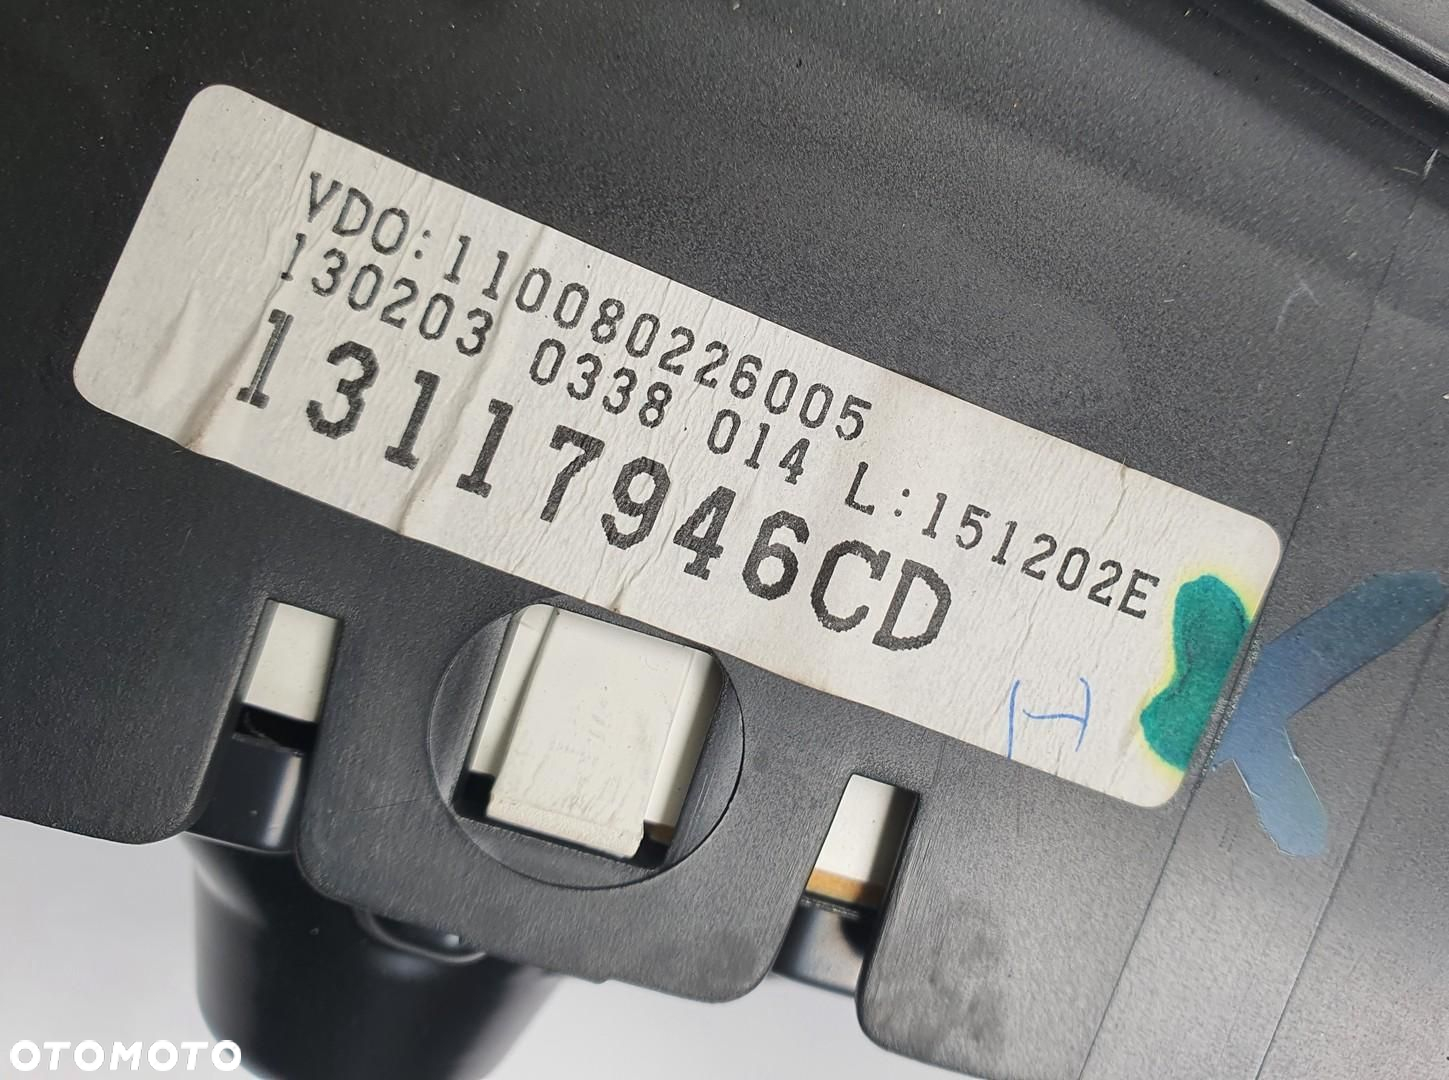 VDO:110080226005
130203 0338 014 L:151202E
13117946CD
H
OTOMOTO